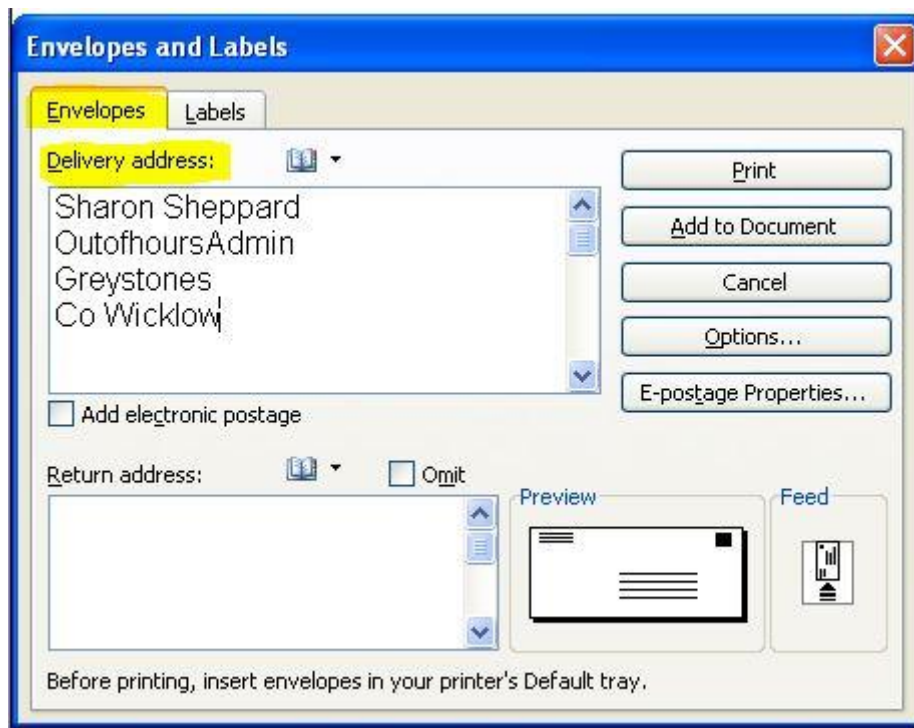 Envelopes and Labels
Envelopes
Labels
Delivery address:
Sharon Sheppard
OutofhoursAdmin
Greystones
Co Wicklow
Print
Add to Document
Cancel
Options...
E-postage Properties...
Add electronic postage
Return address:
Omit
Preview
Feed
Before printing, insert envelopes in your printer's Default tray.